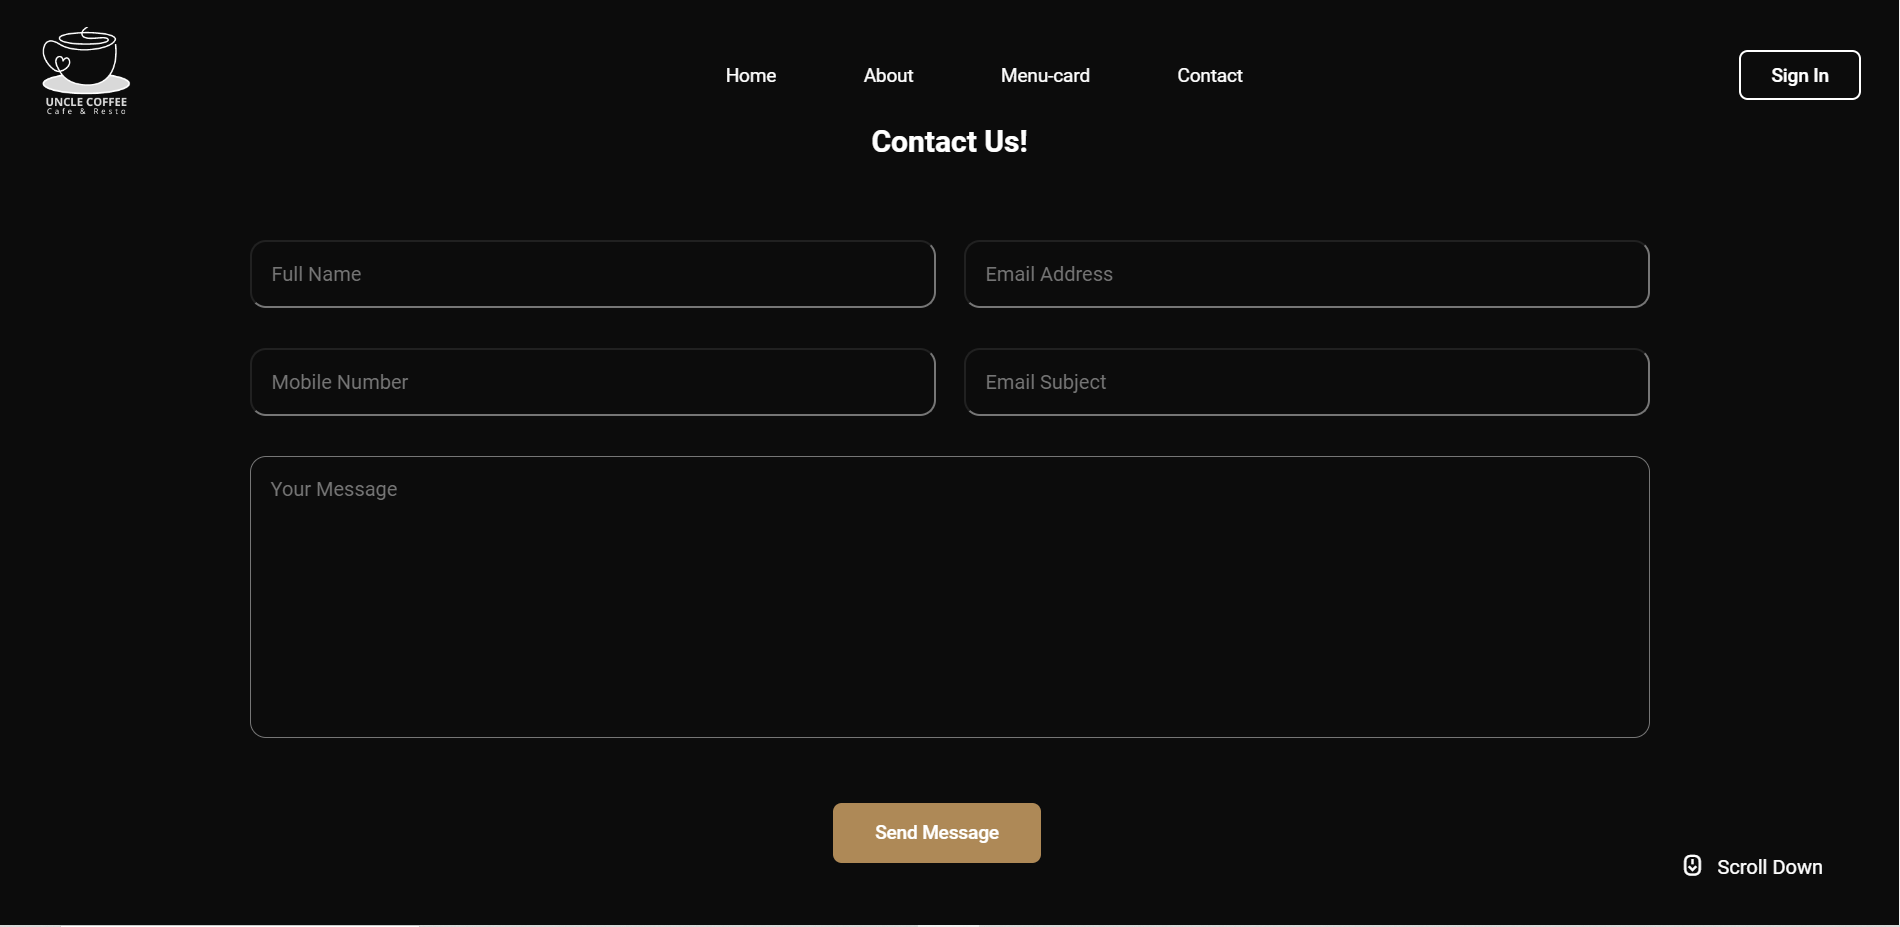 UNCLE COFFEE
Cafe & Resto
Home
About
Menu-card
Contact
Sign In
Contact Us!
Full Name
Email Address
Mobile Number
Email Subject
Your Message
Send Message
Scroll Down